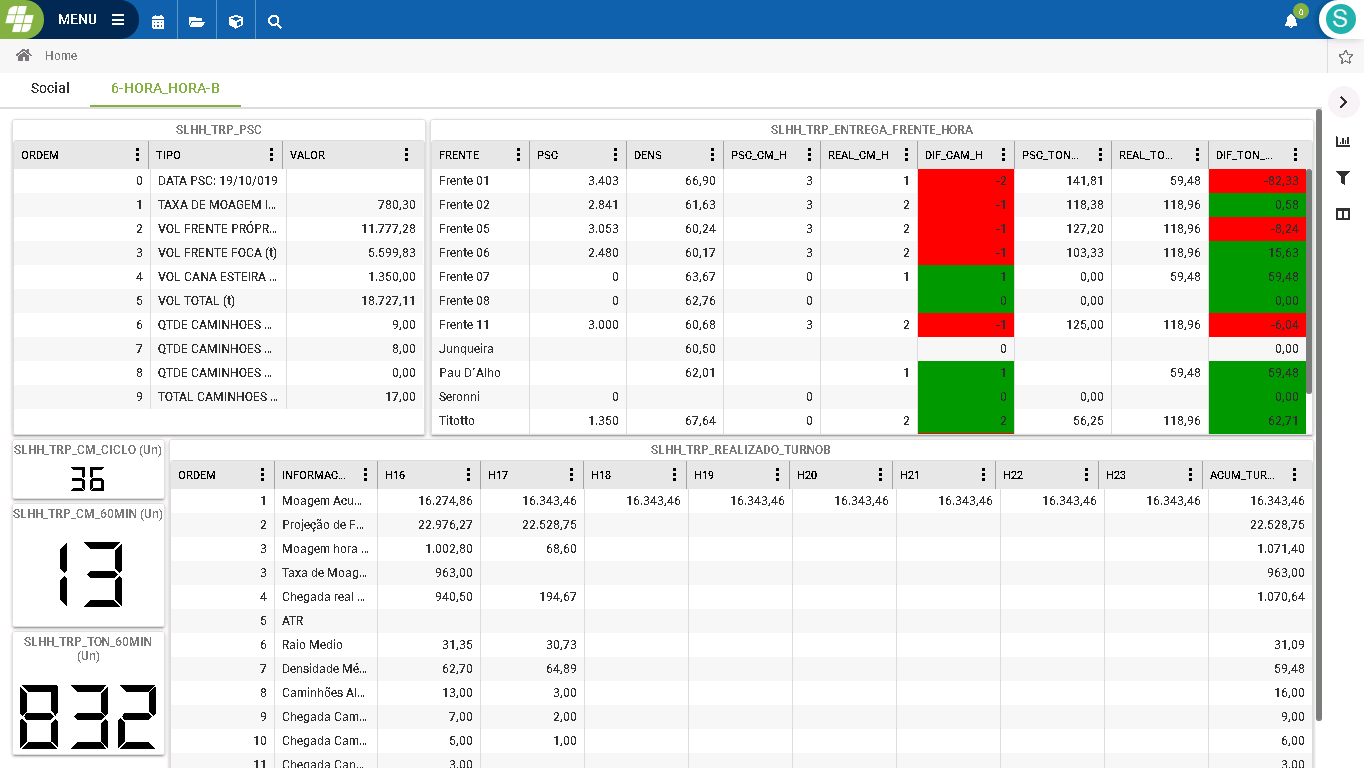 MENU
0
S
Home
Social 6-HORA_HORA-B
SLHH_TRP_PSC
ORDEM TIPO VALOR
0 DATA PSC: 19/10/019
1 TAXA DE MOAGEM I... 780,30
2 VOL FRENTE PRÓPR... 11.777,28
3 VOL FRENTE FOCA (t) 5.599,83
4 VOL CANA ESTEIRA ... 1.350,00
5 VOL TOTAL (t) 18.727,11
6 QTDE CAMINHOES ... 9,00
7 QTDE CAMINHOES ... 8,00
8 QTDE CAMINHOES ... 0,00
9 TOTAL CAMINHOES ... 17,00
SLHH_TRP_ENTREGA_FRENTE_HORA
FRENTE PSC DENS PSC_CM_H REAL_CM_H DIF_CAM_H PSC_TON... REAL_TO... DIF_TON_...
Frente 01 3.403 66,90 3 1 -2 141,81 59,48 -82,33
Frente 02 2.841 61,63 3 2 -1 118,38 118,96 0,58
Frente 05 3.053 60,24 3 2 -1 127,20 118,96 -8,24
Frente 06 2.480 60,17 3 2 -1 103,33 118,96 15,63
Frente 07 0 63,67 0 1 1 0,00 59,48 59,48
Frente 08 0 62,76 0 0 0,00 0,00
Frente 11 3.000 60,68 3 2 -1 125,00 118,96 -6,04
Junqueira 60,50 0 0,00
Pau D´Alho 62,01 1 1 59,48 59,48
Seronni 0 0 0 0,00 0,00
Titotto 1.350 67,64 0 2 2 56,25 118,96 62,71
SLHH_TRP_CM_CICLO (Un)
36
SLHH_TRP_CM_60MIN (Un)
13
SLHH_TRP_TON_60MIN
(Un)
832
SLHH_TRP_REALIZADO_TURNOB
ORDEM INFORMAC... H16 H17 H18 H19 H20 H21 H22 H23 ACUM_TUR...
1 Moagem Acu... 16.274,86 16.343,46 16.343,46 16.343,46 16.343,46 16.343,46 16.343,46 16.343,46 16.343,46
2 Projeção de F... 22.976,27 22.528,75 22.528,75
3 Moagem hora ... 1.002,80 68,60 1.071,40
3 Taxa de Moag... 963,00 963,00
4 Chegada real ... 940,50 194,67 1.070,64
5 ATR
6 Raio Medio 31,35 30,73 31,09
7 Densidade Mé... 62,70 64,89 59,48
8 Caminhões Al... 13,00 3,00 16,00
9 Chegada Cam... 7,00 2,00 9,00
10 Chegada Cam... 5,00 1,00 6,00
11 Chegada Can... 3,00 3,00